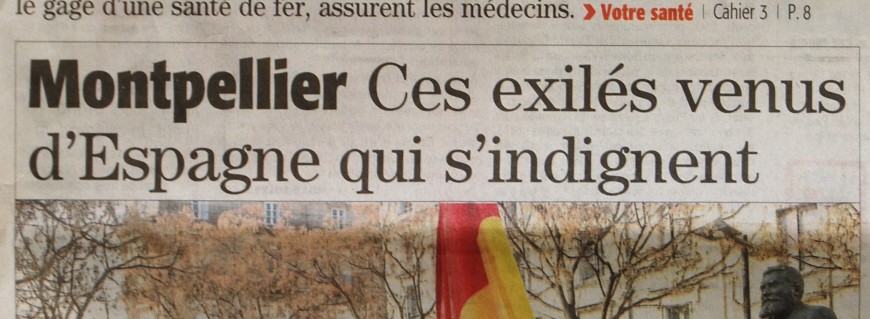 le gage d'une santé de fer, assurent les médecins. ❯ Votre santé | Cahier 3 | P. 8
Montpellier Ces exilés venus
d'Espagne qui s'indignent